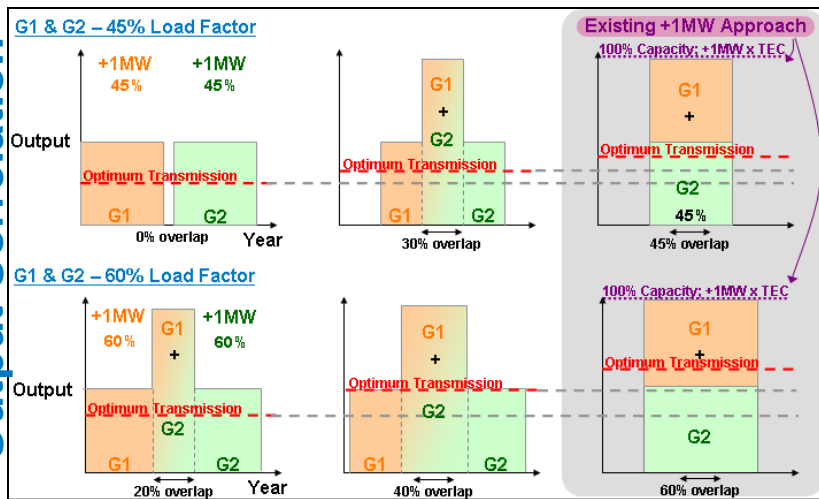 G1 & G2 – 45% Load Factor
Existing +1MW Approach
+1MW
45%
+1MW
45%
G1
+
G2
100% Capacity; +1MW x TEC
G1
+
Output
Optimum Transmission
Optimum Transmission
Optimum Transmission
G1
G2
G1
G2
G2
45%
0% overlap
Year
30% overlap
45% overlap
G1 & G2 – 60% Load Factor
+1MW
60%
G1
+
+1MW
60%
G1
+
100% Capacity; +1MW x TEC
G1
+
Output
Optimum Transmission
Optimum Transmission
Optimum Transmission
G2
G2
G1
G2
G1
G2
G2
20% overlap
Year
40% overlap
60% overlap
Output Correlation